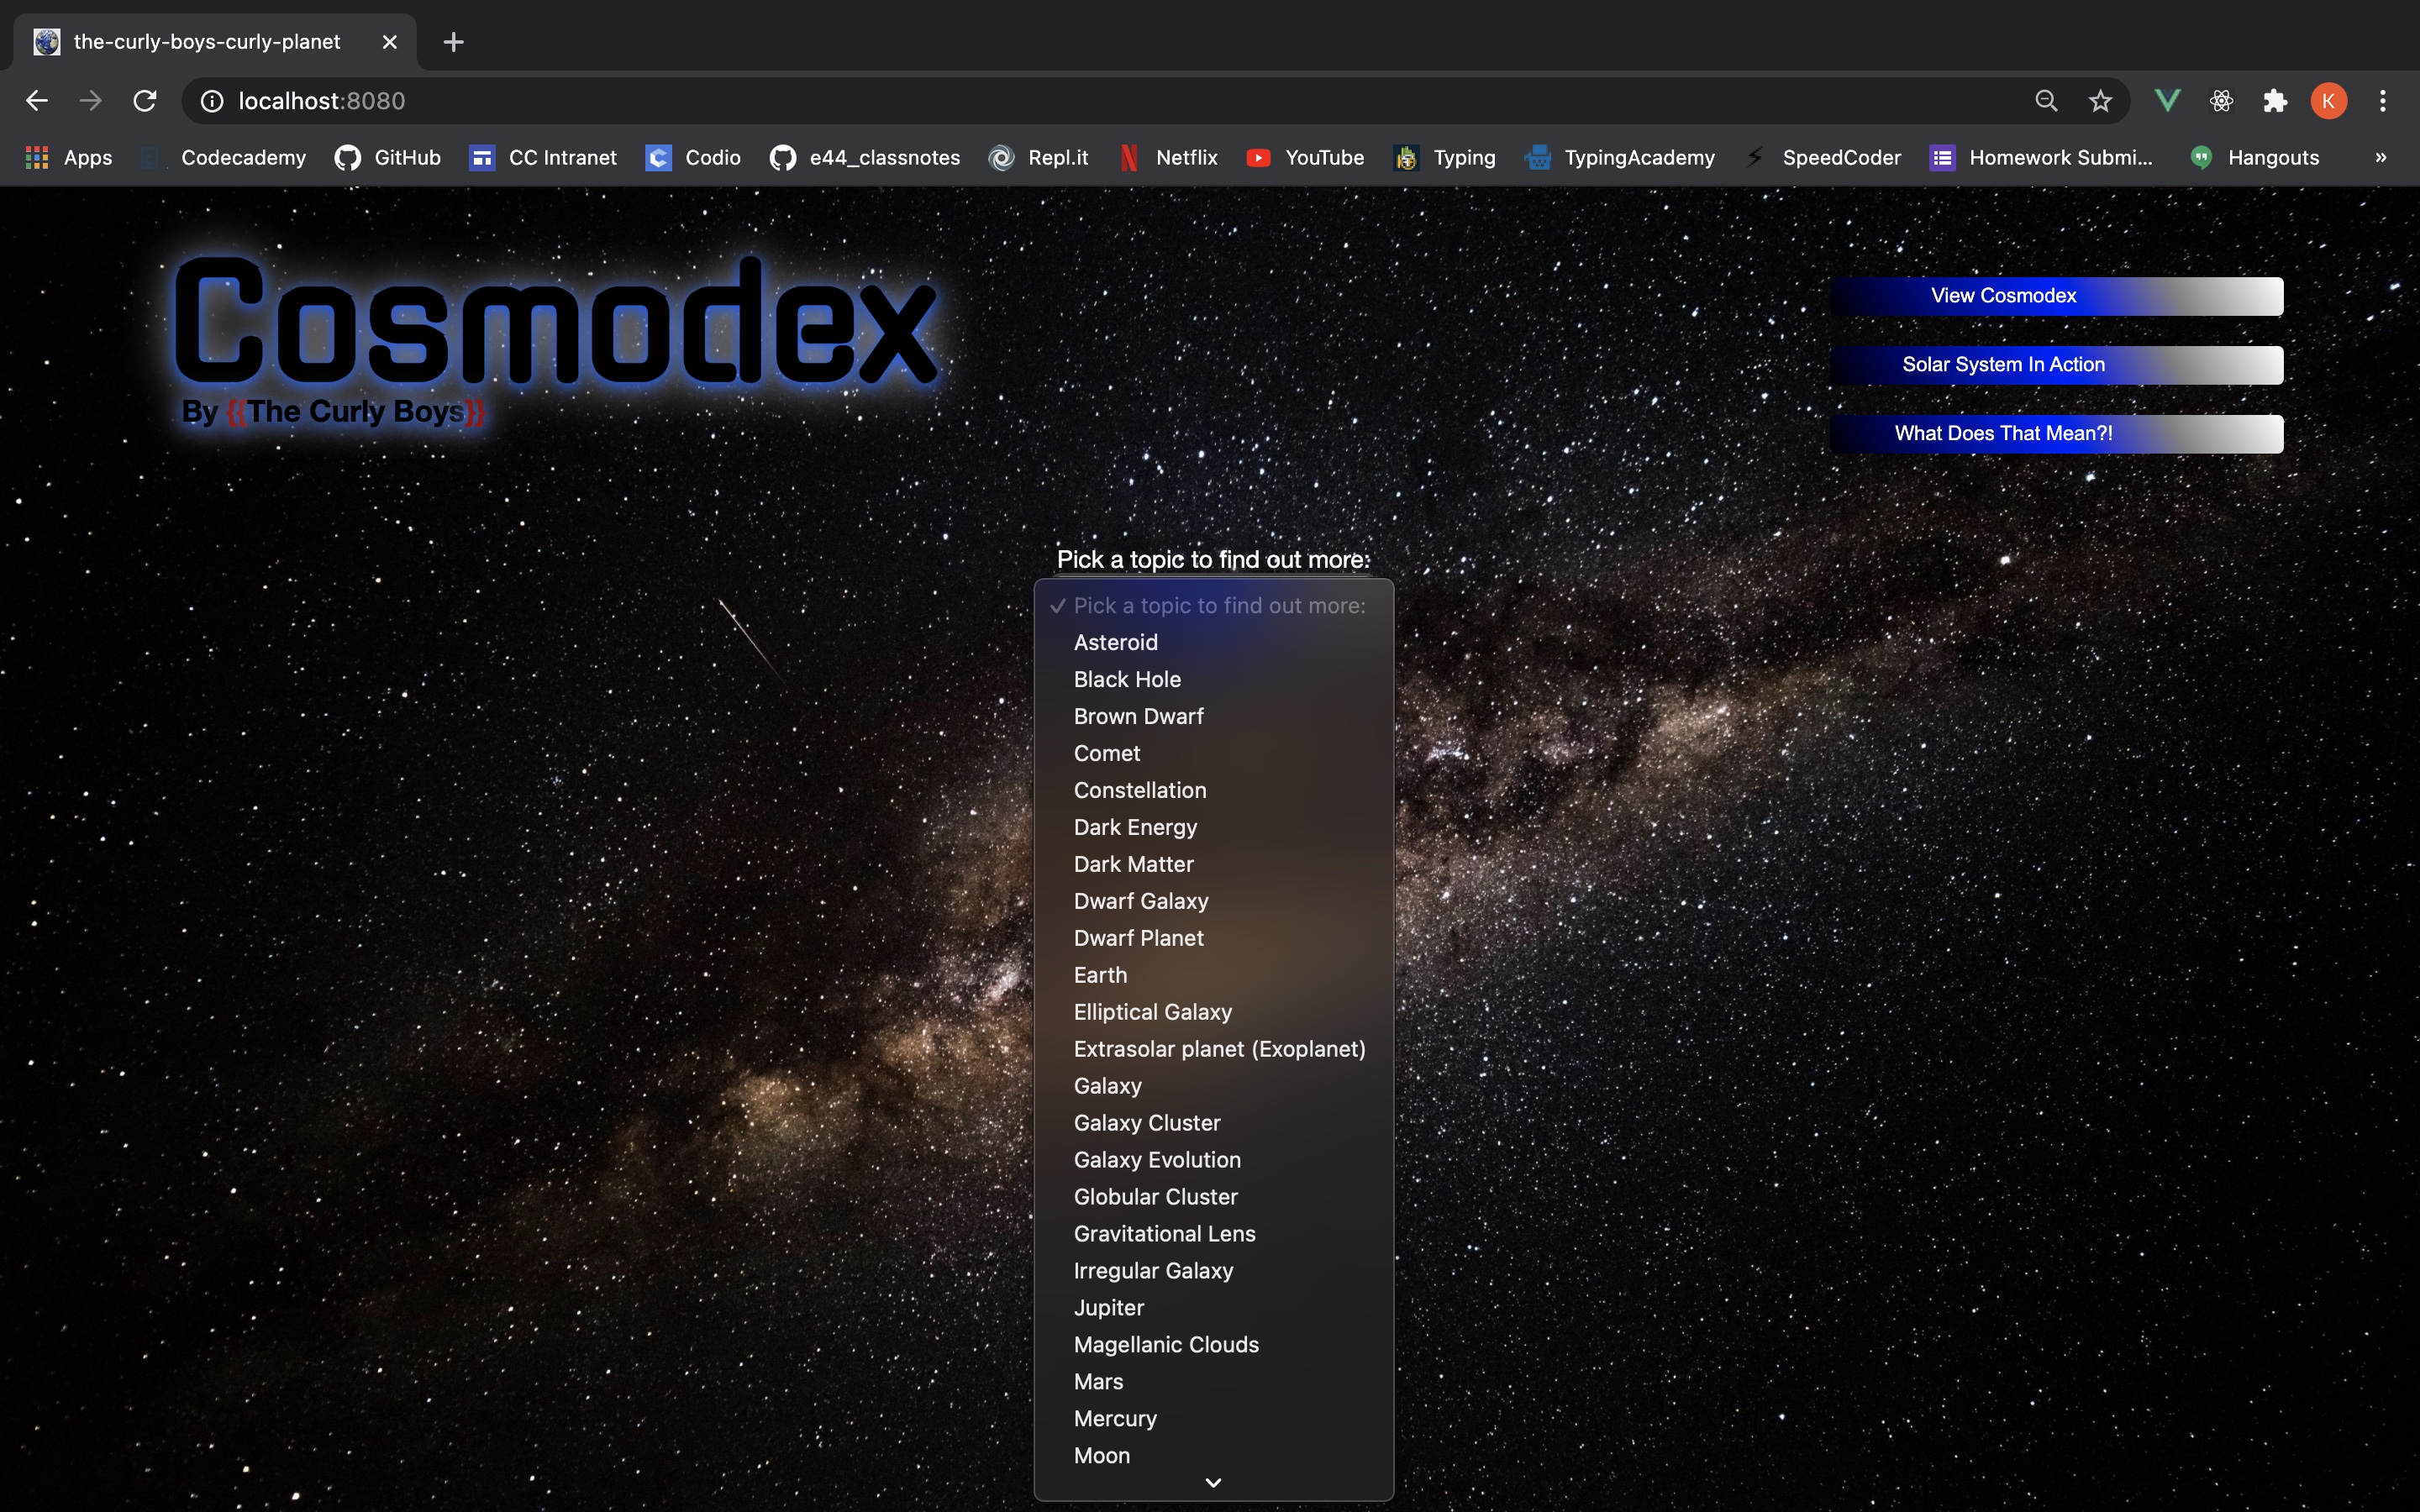 the-curly-boys-curly-planet
localhost:8080
K
Apps Codecademy GitHub CC Intranet Codio e44_classnotes Repl.it Netflix YouTube Typing TypingAcademy SpeedCoder Homework Submi... Hangouts »
Cosmodex
By {{The Curly Boys}}
View Cosmodex
Solar System In Action
What Does That Mean?!
Pick a topic to find out more:
✓ Pick a topic to find out more:
Asteroid
Black Hole
Brown Dwarf
Comet
Constellation
Dark Energy
Dark Matter
Dwarf Galaxy
Dwarf Planet
Earth
Elliptical Galaxy
Extrasolar planet (Exoplanet)
Galaxy
Galaxy Cluster
Galaxy Evolution
Globular Cluster
Gravitational Lens
Irregular Galaxy
Jupiter
Magellanic Clouds
Mars
Mercury
Moon